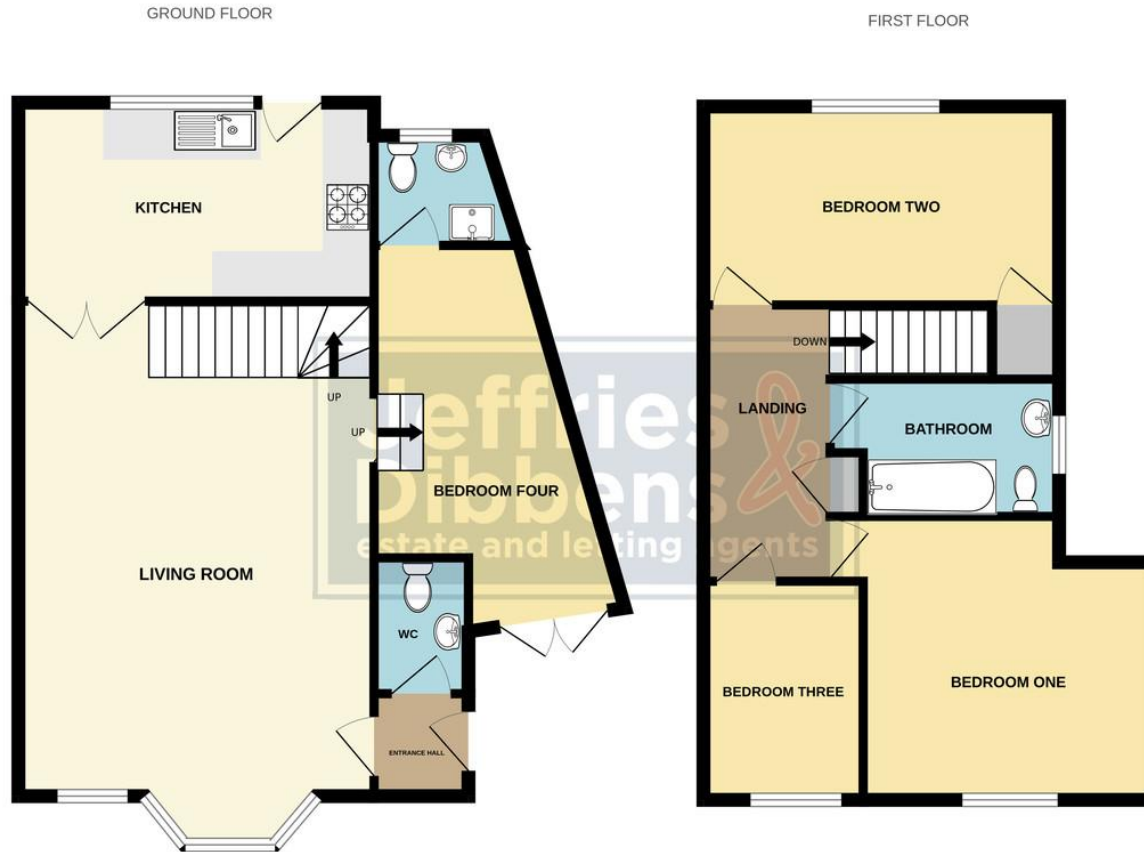 GROUND FLOOR
FIRST FLOOR
KITCHEN
BEDROOM TWO
UP
UP
DOWN
LANDING
BATHROOM
Jeffries &
Dibbens
estate and letting agents
BEDROOM FOUR
LIVING ROOM
WC
BEDROOM THREE
BEDROOM ONE
ENTRANCE HALL